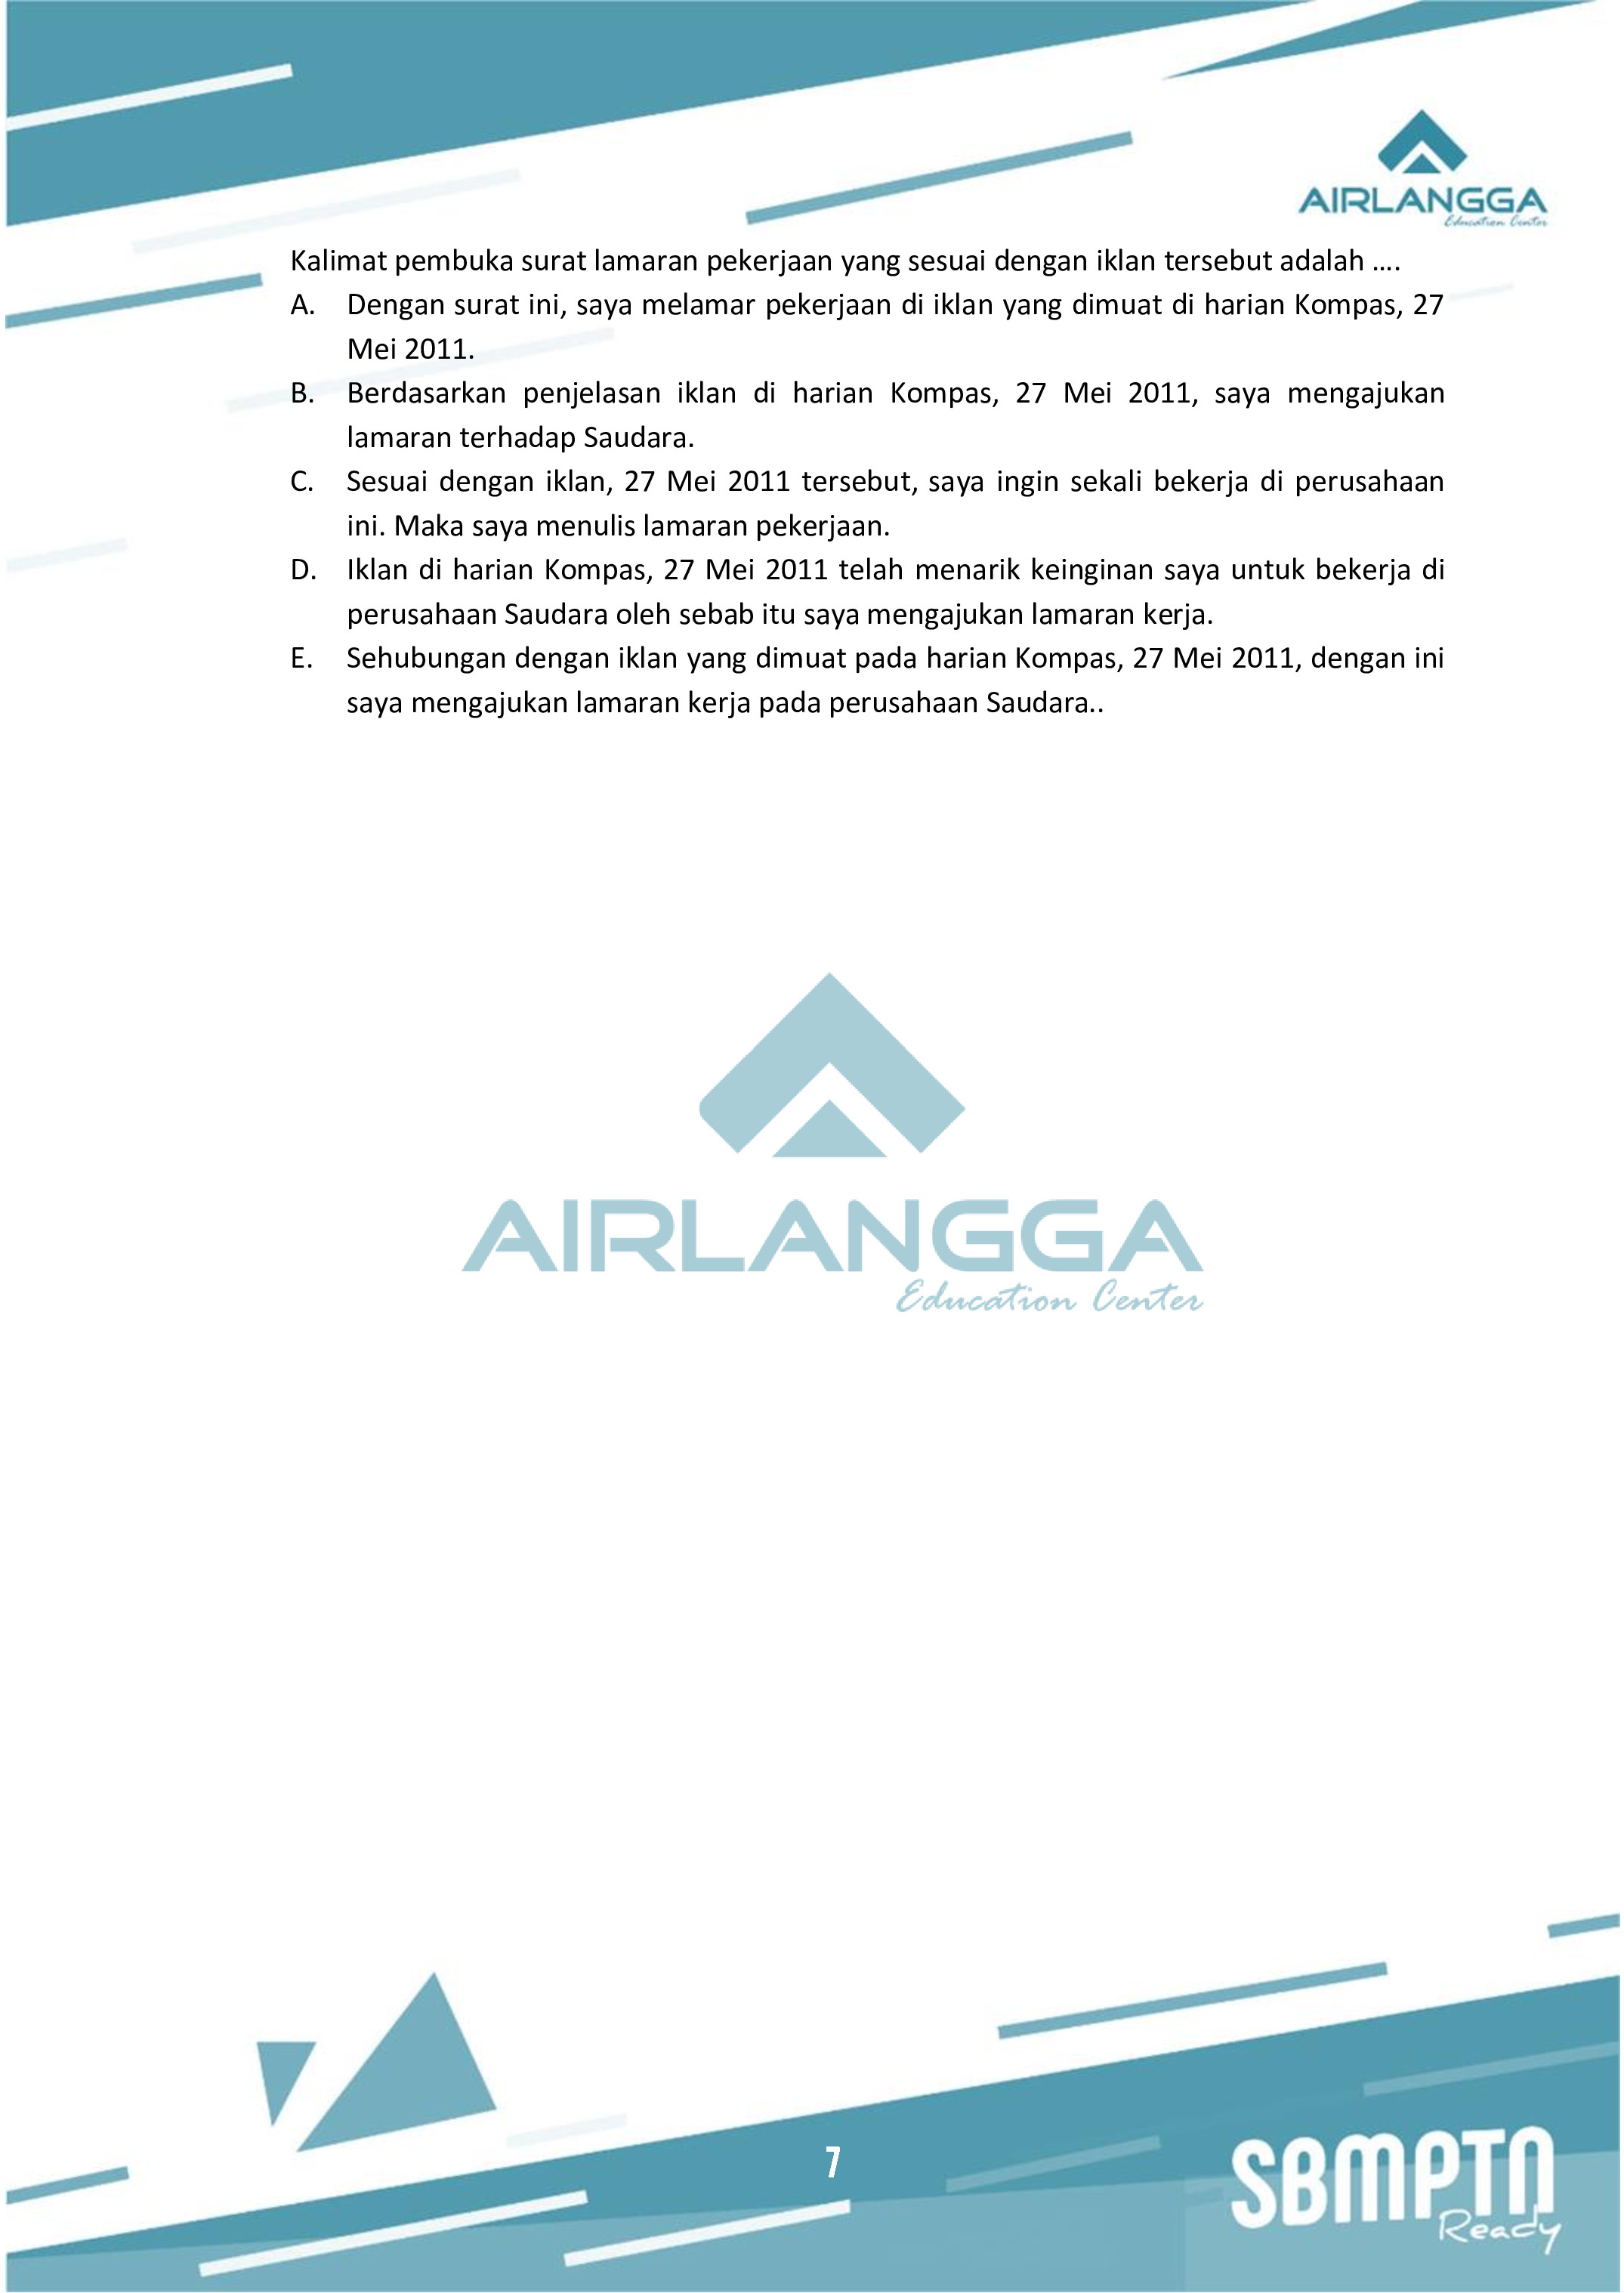 AIRLANGGA
Education Center
Kalimat pembuka surat lamaran pekerjaan yang sesuai dengan iklan tersebut adalah ....
A. Dengan surat ini, saya melamar pekerjaan di iklan yang dimuat di harian Kompas, 27
Mei 2011.
B. Berdasarkan penjelasan iklan di harian Kompas, 27 Mei 2011, saya mengajukan
lamaran terhadap Saudara.
C. Sesuai dengan iklan, 27 Mei 2011 tersebut, saya ingin sekali bekerja di perusahaan
ini. Maka saya menulis lamaran pekerjaan.
D. Iklan di harian Kompas, 27 Mei 2011 telah menarik keinginan saya untuk bekerja di
perusahaan Saudara oleh sebab itu saya mengajukan lamaran kerja.
E. Sehubungan dengan iklan yang dimuat pada harian Kompas, 27 Mei 2011, dengan ini
saya mengajukan lamaran kerja pada perusahaan Saudara..
AIRLANGGA
Education Center
7
SBMPTN
Ready